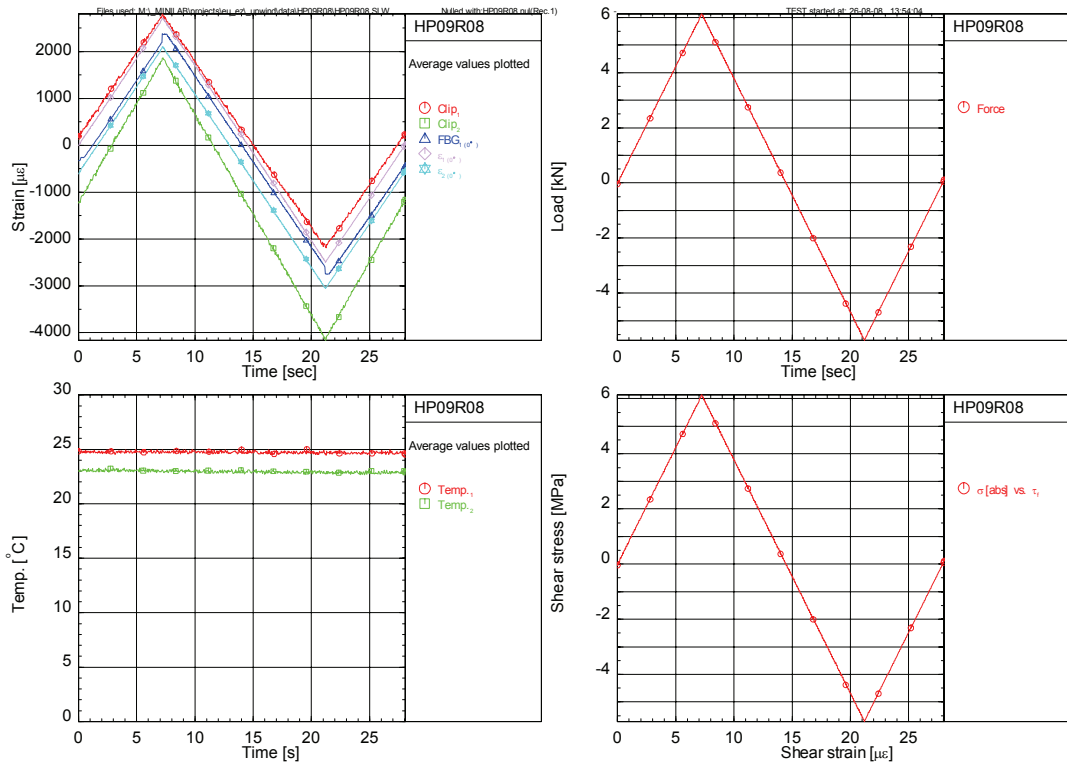 Files used: M:\_MINILAB\projects\eu_ez\_upwind\data\HP09R08\HP09R08.SLW Nulled with:HP09R08.nul(Rec.1) TEST started at: 26-08-08, 13:54:04
HP09R08
Average values plotted
Clip₁
Clip₂
FBG₁
ε₁
ε₂
Strain [με]
2000
1000
0
-1000
-2000
-3000
-4000
0 5 10 15 20 25
Time [sec]
HP09R08
Force
Load [kN]
6
4
2
0
-2
-4
0 5 10 15 20 25
Time [sec]
HP09R08
Average values plotted
Temp.₁
Temp.₂
Temp. [°C]
30
25
20
15
10
5
0
0 5 10 15 20 25
Time [s]
HP09R08
σ [abs] vs. τ
Shear stress [MPa]
6
4
2
0
-2
-4
0 5 10 15 20 25
Shear strain [με]